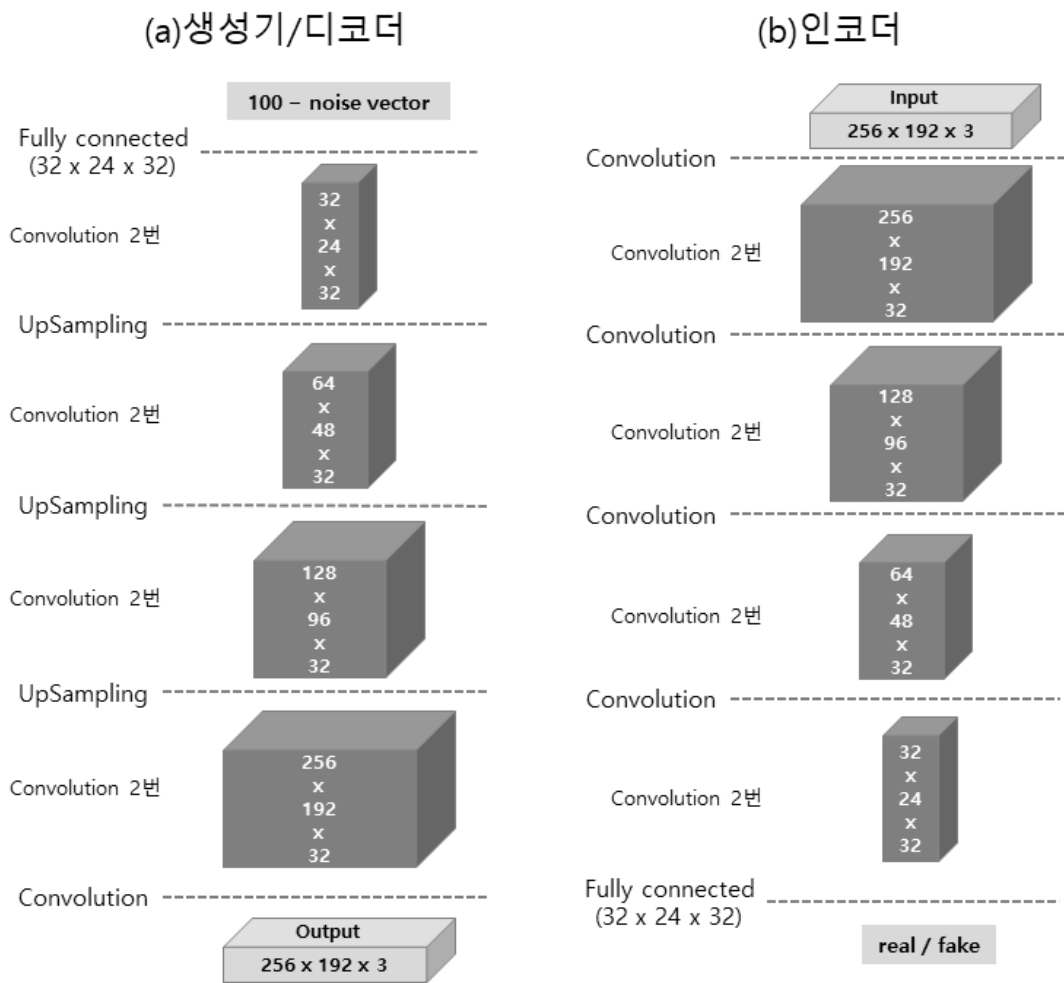 (a)생성기/디코더
100 – noise vector
Fully connected
(32 x 24 x 32)
Convolution 2번
32
x
24
x
32
UpSampling
Convolution 2번
64
x
48
x
32
UpSampling
Convolution 2번
128
x
96
x
32
UpSampling
Convolution 2번
256
x
192
x
32
Convolution
Output
256 x 192 x 3
(b)인코더
Input
256 x 192 x 3
Convolution
Convolution 2번
256
x
192
x
32
Convolution
Convolution 2번
128
x
96
x
32
Convolution
Convolution 2번
64
x
48
x
32
Convolution
Convolution 2번
32
x
24
x
32
Fully connected
(32 x 24 x 32)
real / fake